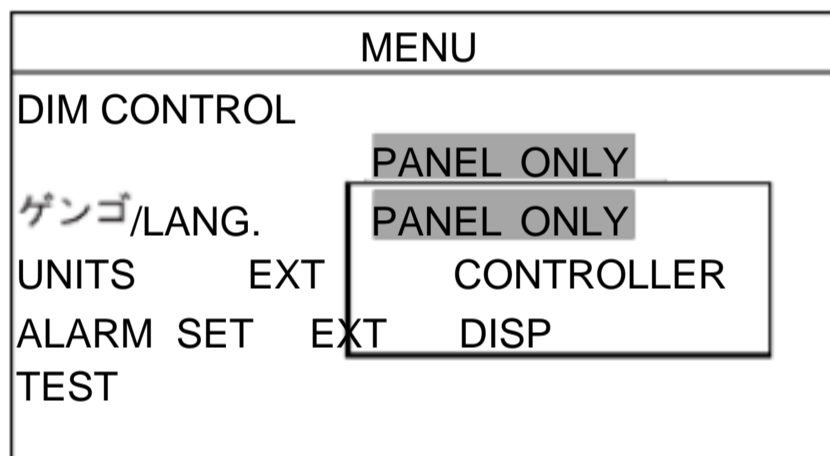 MENU
DIM CONTROL
PANEL ONLY
ゲンゴ/LANG. PANEL ONLY
UNITS EXT CONTROLLER
ALARM SET EXT DISP
TEST